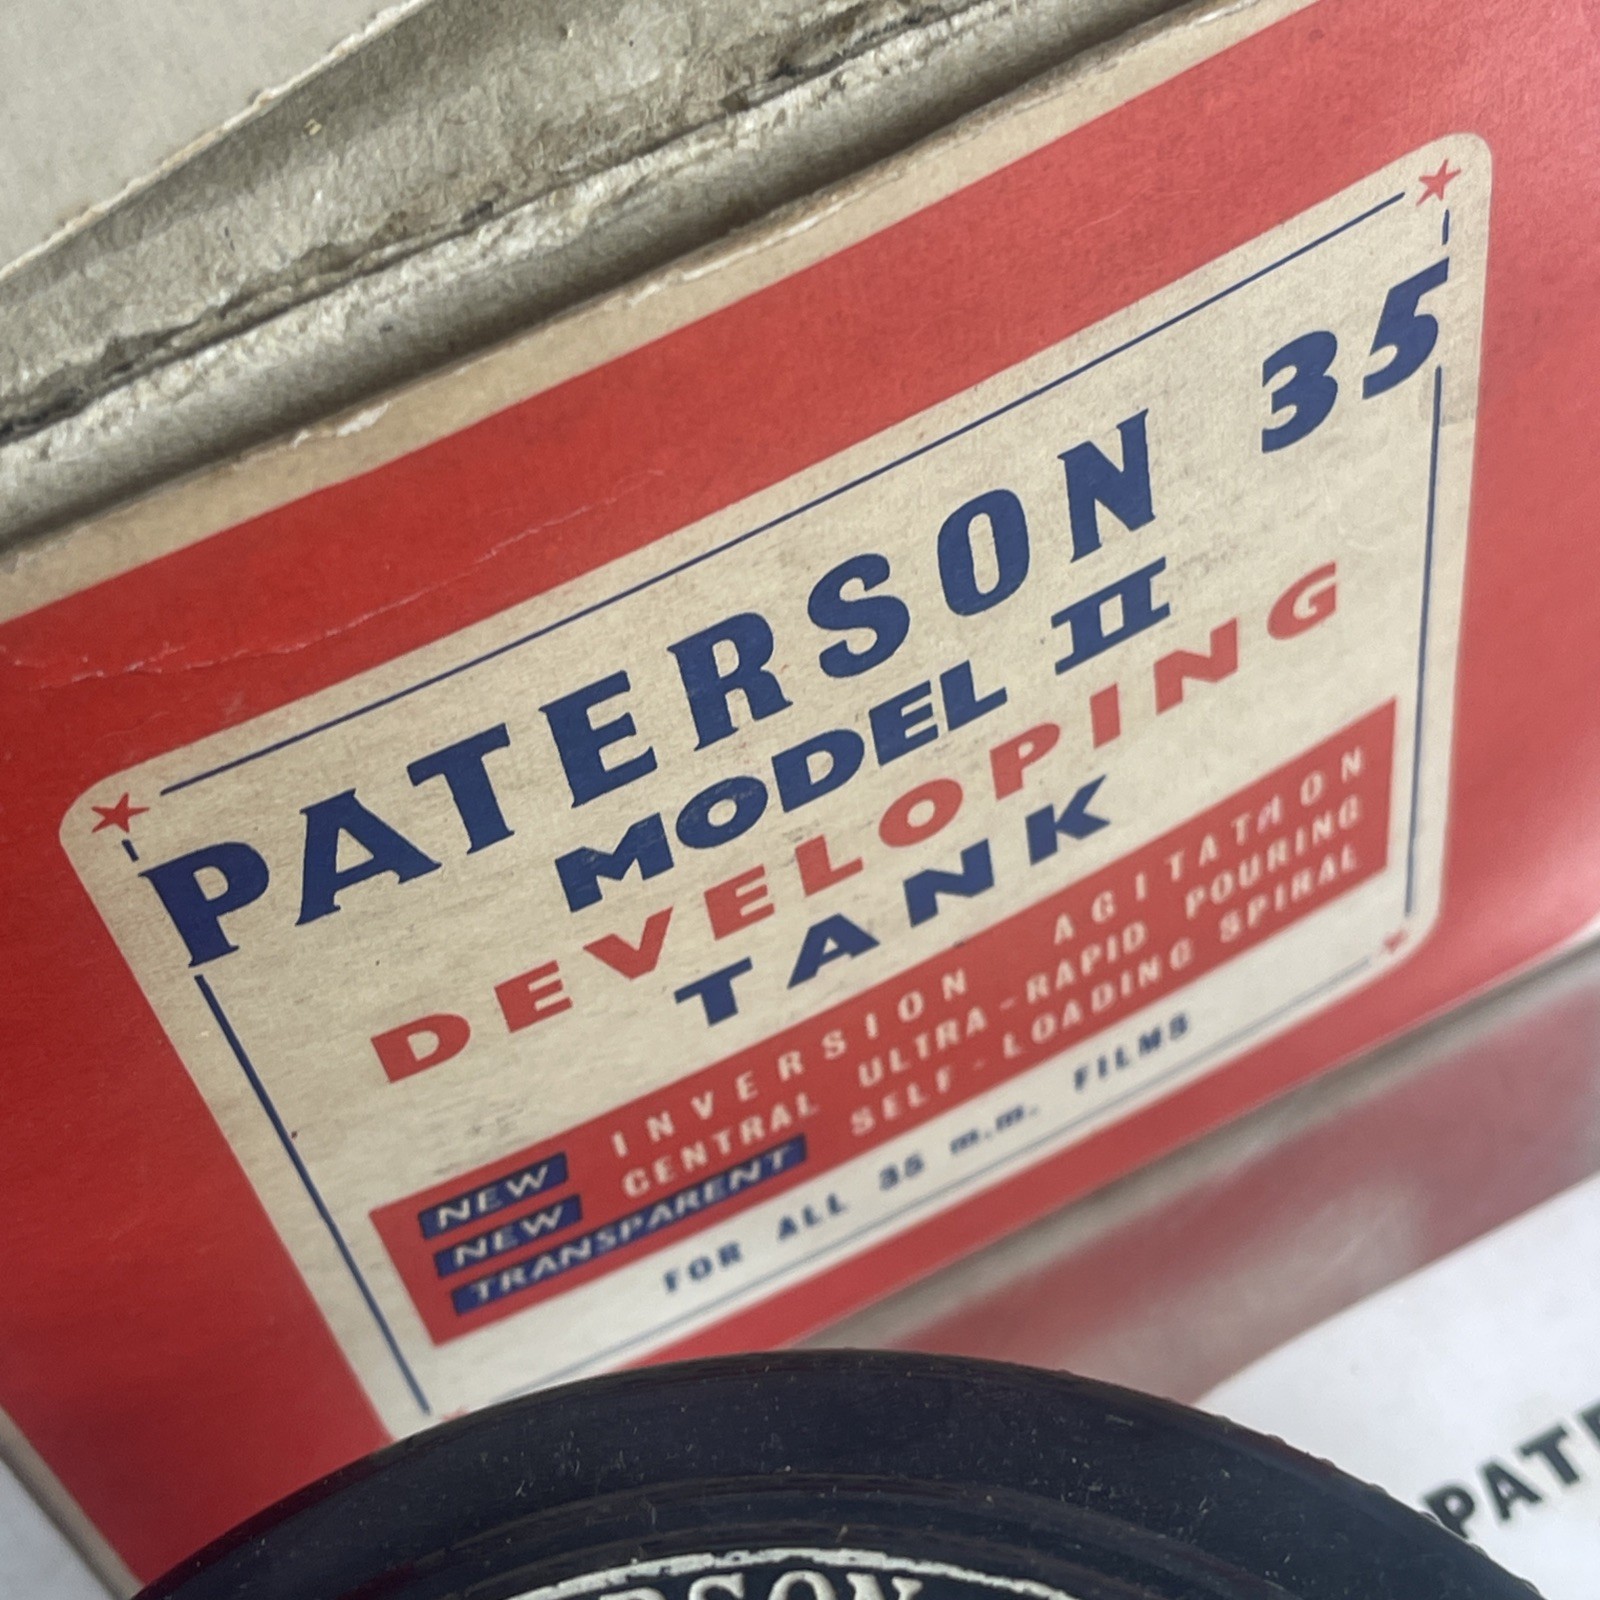 PATERSON 35
MODEL II
DEVELOPING
TANK
NEW INVERSION AGITATION
NEW CENTRAL ULTRA-RAPID POURING
TRANSPARENT SELF-LOADING SPIRAL
FOR ALL 35 m.m. FILMS